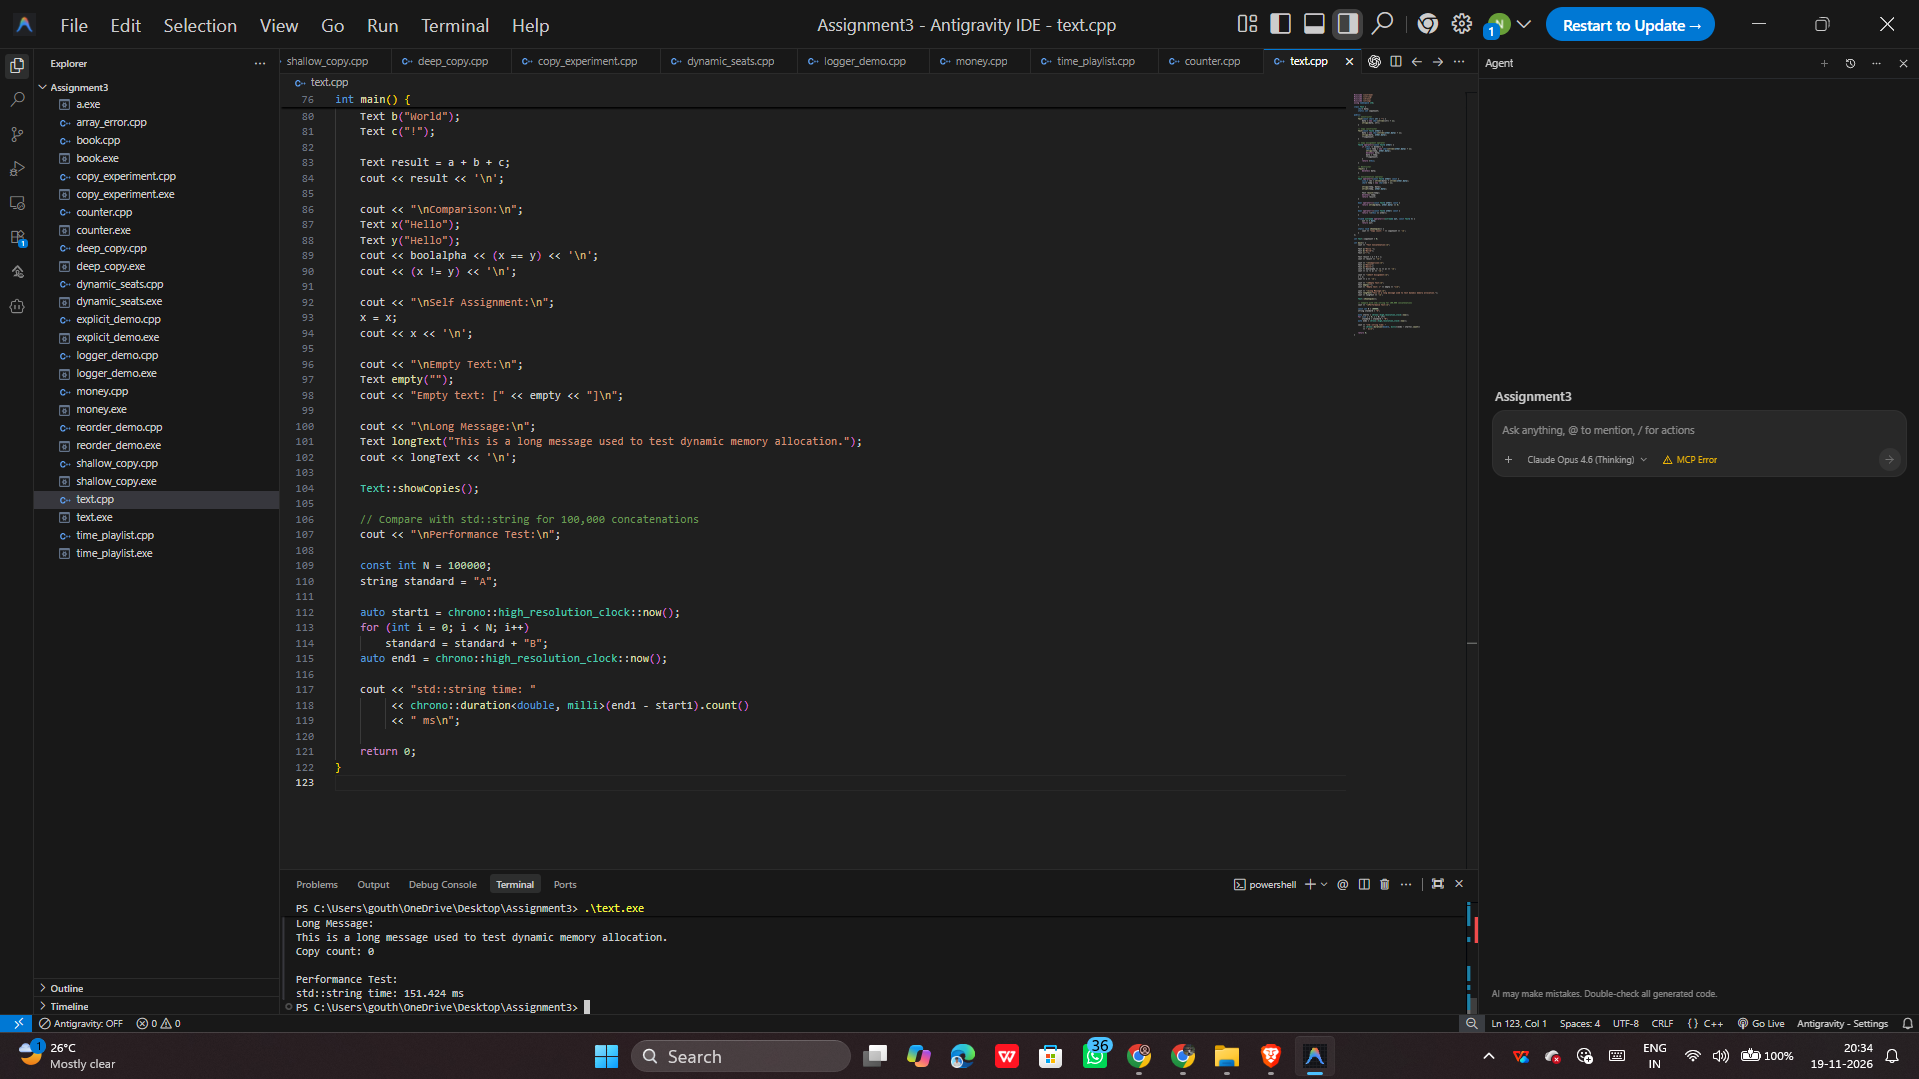 File Edit Selection View Go Run Terminal Help
Assignment3 - Antigravity IDE - text.cpp
1
Restart to Update →
Explorer
Assignment3
a.exe
array_error.cpp
book.cpp
book.exe
copy_experiment.cpp
copy_experiment.exe
counter.cpp
counter.exe
deep_copy.cpp
deep_copy.exe
dynamic_seats.cpp
dynamic_seats.exe
explicit_demo.cpp
explicit_demo.exe
logger_demo.cpp
logger_demo.exe
money.cpp
money.exe
reorder_demo.cpp
reorder_demo.exe
shallow_copy.cpp
shallow_copy.exe
text.cpp
text.exe
time_playlist.cpp
time_playlist.exe
Outline
Timeline
shallow_copy.cpp deep_copy.cpp copy_experiment.cpp dynamic_seats.cpp logger_demo.cpp money.cpp time_playlist.cpp counter.cpp text.cpp
text.cpp
76 int main() {
80 Text b("World");
81 Text c("!");
82
83 Text result = a + b + c;
84 cout << result << '\n';
85
86 cout << "\nComparison:\n";
87 Text x("Hello");
88 Text y("Hello");
89 cout << boolalpha << (x == y) << '\n';
90 cout << (x != y) << '\n';
91
92 cout << "\nSelf Assignment:\n";
93 x = x;
94 cout << x << '\n';
95
96 cout << "\nEmpty Text:\n";
97 Text empty("");
98 cout << "Empty text: [" << empty << "]\n";
99
100 cout << "\nLong Message:\n";
101 Text longText("This is a long message used to test dynamic memory allocation.");
102 cout << longText << '\n';
103
104 Text::showCopies();
105
106 // Compare with std::string for 100,000 concatenations
107 cout << "\nPerformance Test:\n";
108
109 const int N = 100000;
110 string standard = "A";
111
112 auto start1 = chrono::high_resolution_clock::now();
113 for (int i = 0; i < N; i++)
114 standard = standard + "B";
115 auto end1 = chrono::high_resolution_clock::now();
116
117 cout << "std::string time: "
118 << chrono::duration<double, milli>(end1 - start1).count()
119 << " ms\n";
120
121 return 0;
122 }
123
Problems Output Debug Console Terminal Ports
powershell
PS C:\Users\gouth\OneDrive\Desktop\Assignment3> .\text.exe
Long Message:
This is a long message used to test dynamic memory allocation.
Copy count: 0
Performance Test:
std::string time: 151.424 ms
PS C:\Users\gouth\OneDrive\Desktop\Assignment3>
Agent
Assignment3
Ask anything, @ to mention, / for actions
Claude Opus 4.6 (Thinking) MCP Error
AI may make mistakes. Double-check all generated code.
Antigravity: OFF 0 0
Ln 123, Col 1 Spaces: 4 UTF-8 CRLF {} C++ Go Live Antigravity - Settings
1
26°C
Mostly clear
Search
36
ENG
IN
100%
20:34
19-11-2026